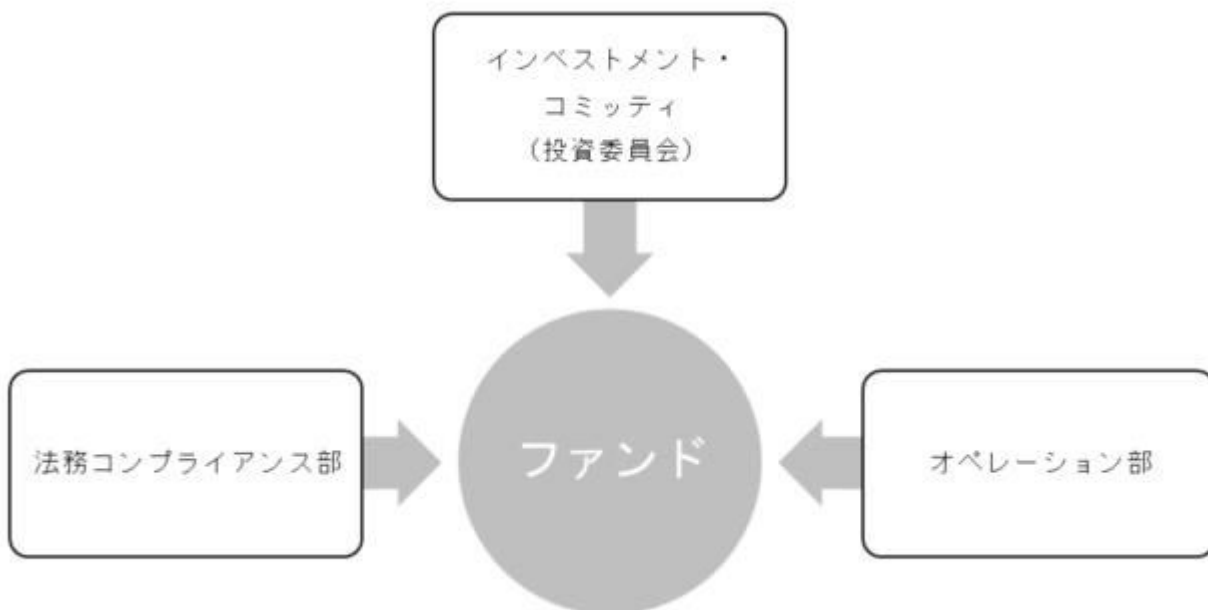 インベストメント・
コミッティ
（投資委員会）
法務コンプライアンス部
ファンド
オペレーション部